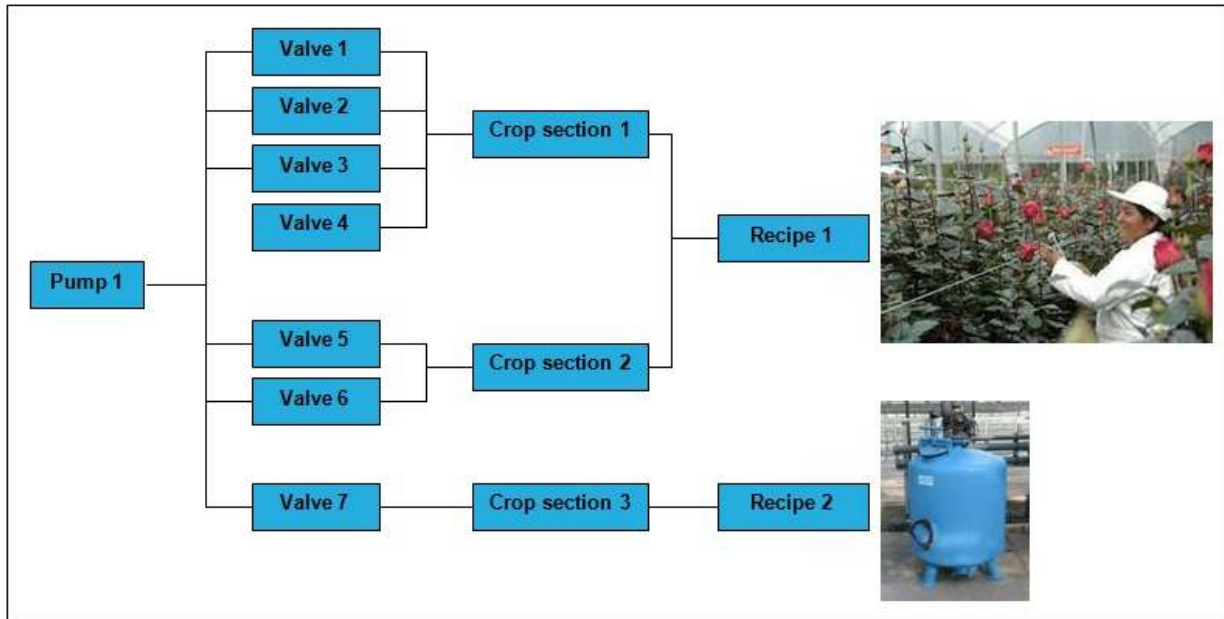 Valve 1
Valve 2
Valve 3
Valve 4
Crop section 1
Recipe 1
Pump 1
Valve 5
Valve 6
Crop section 2
Valve 7
Crop section 3
Recipe 2